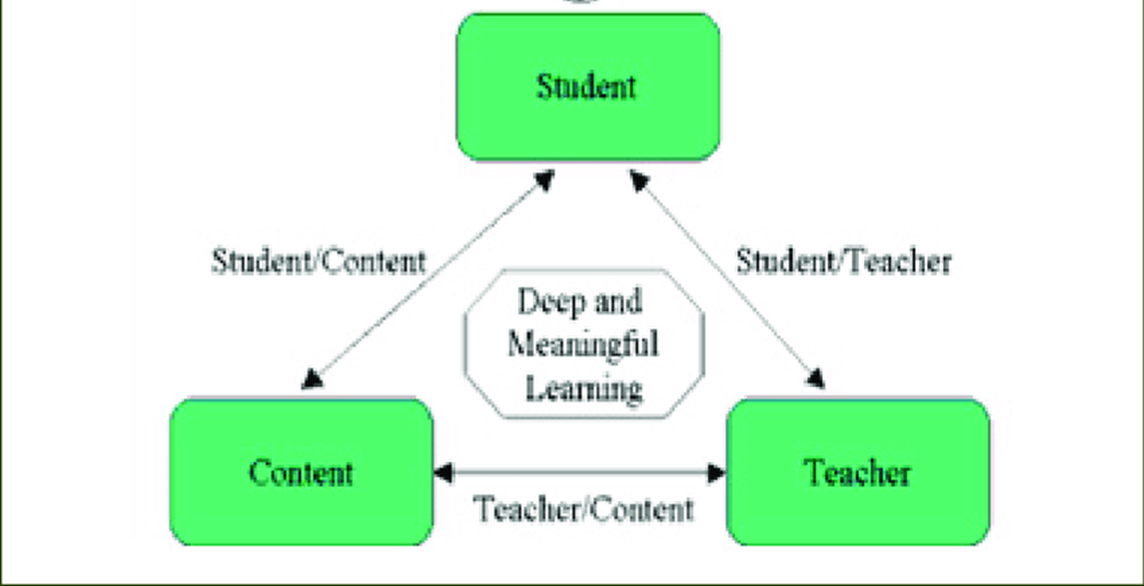 Student
Student/Content
Student/Teacher
Deep and
Meaningful
Learning
Content
Teacher
Teacher/Content